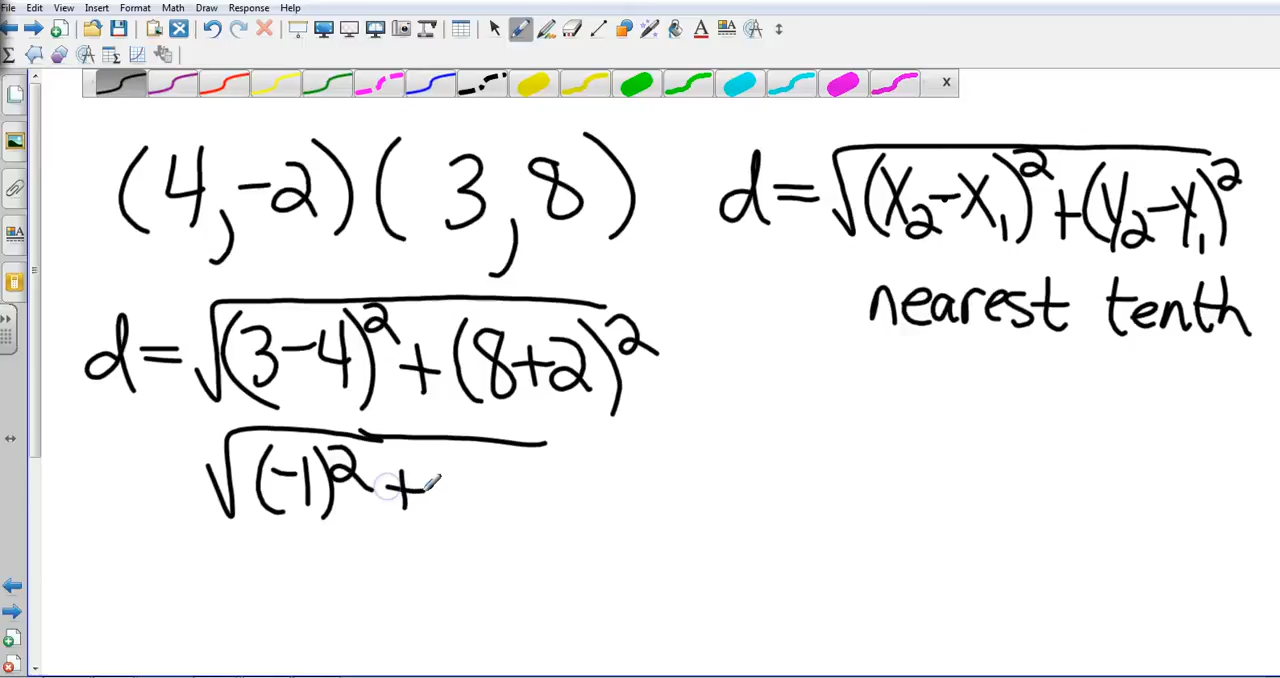 File Edit View Insert Format Math Draw Response Help
(4,-2)(3,8)
d=√(x₂-x₁)²+(y₂-y₁)²
nearest tenth
d=√(3-4)²+(8+2)²
√(-1)²+